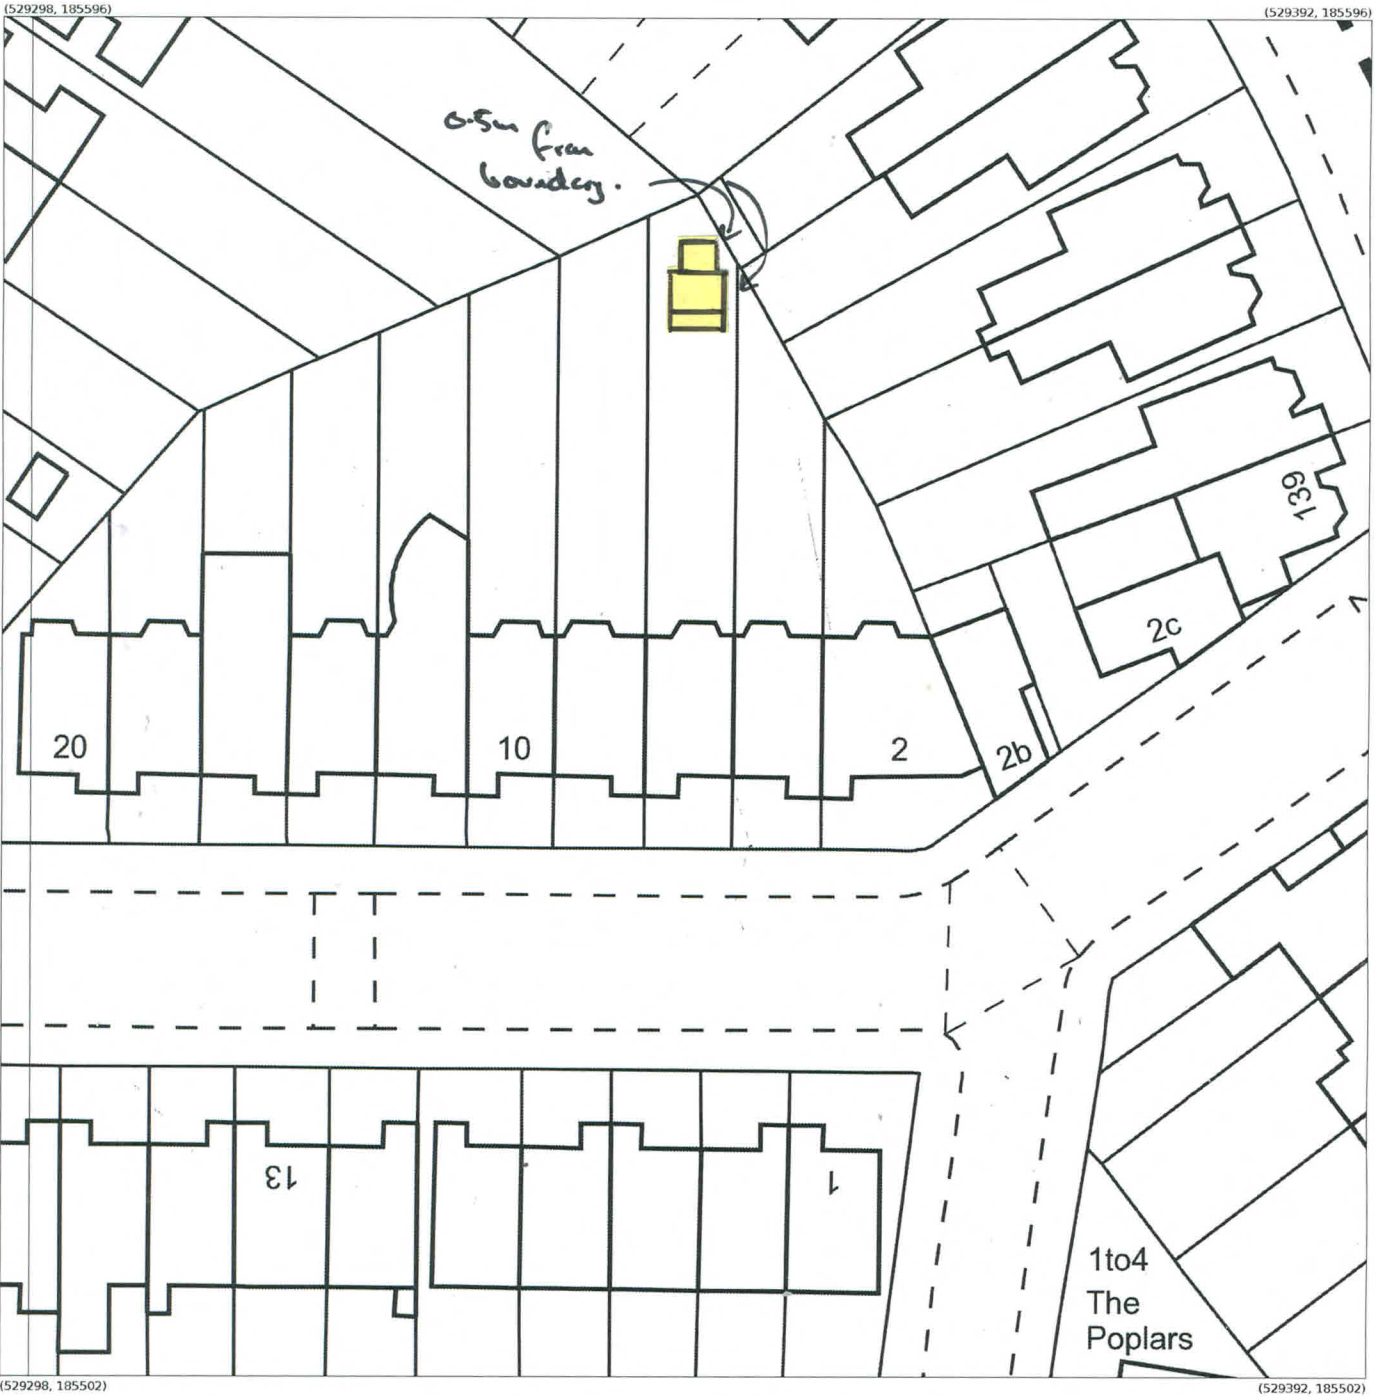 (529298, 185596)
(529392, 185596)
0.5m from
boundary.
139
2c
20
10
2
2b
13
1
1to4
The
Poplars
(529298, 185502)
(529392, 185502)